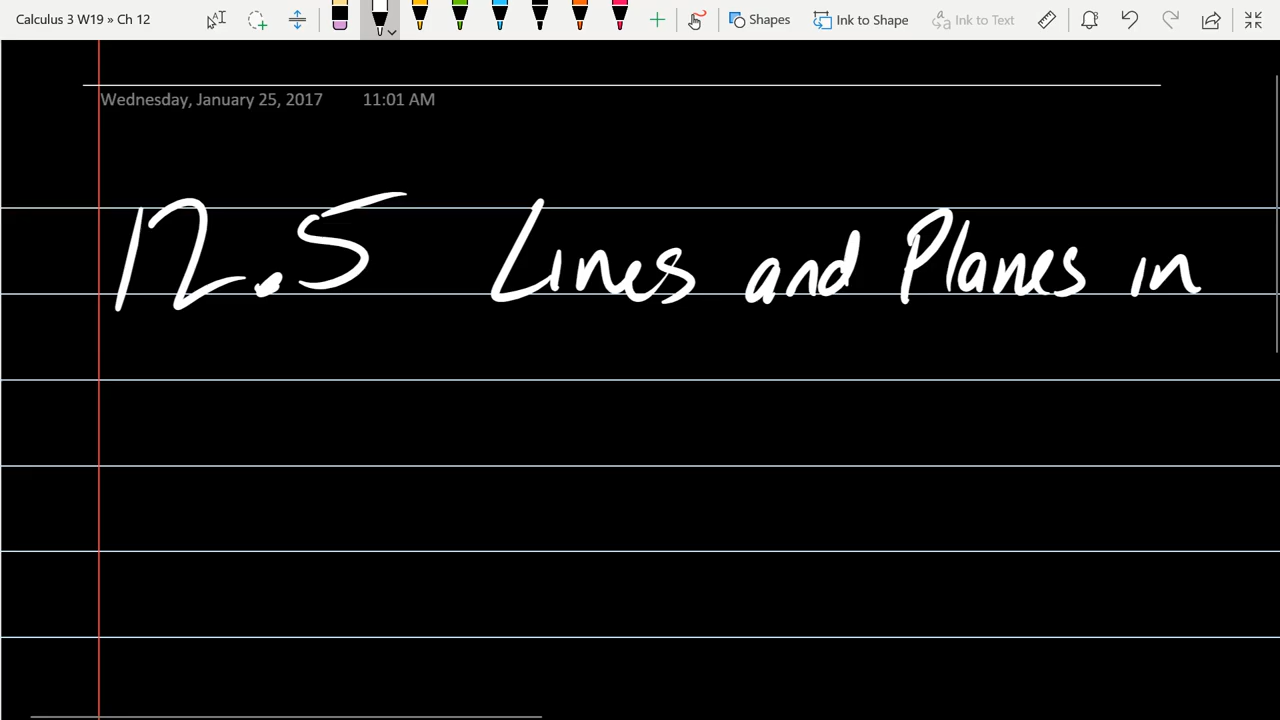 Calculus 3 W19 » Ch 12
Shapes
Ink to Shape
Ink to Text
Wednesday, January 25, 2017 11:01 AM
12.5 Lines and Planes in